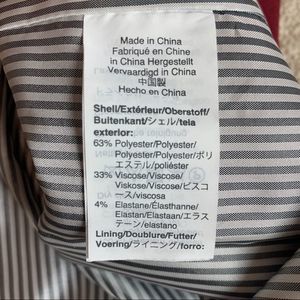 Made in China
Fabriqué en Chine
In China Hergestellt
Vervaardigd in China
中国製
Hecho en China
Shell/Extérieur/Oberstoff/
Buitenkant/シェル/tela
exterior:
63% Polyester/Polyester/
Polyester/Polyester/ポリ
エステル/poliéster
33% Viscose/Viscose/
Viskose/Viscose/ビスコ
ース/viscosa
4% Elastane/Élasthanne/
Elastan/Elastaan/エラス
テーン/elastano
Lining/Doublure/Futter/
Voering/ライニング/forro: